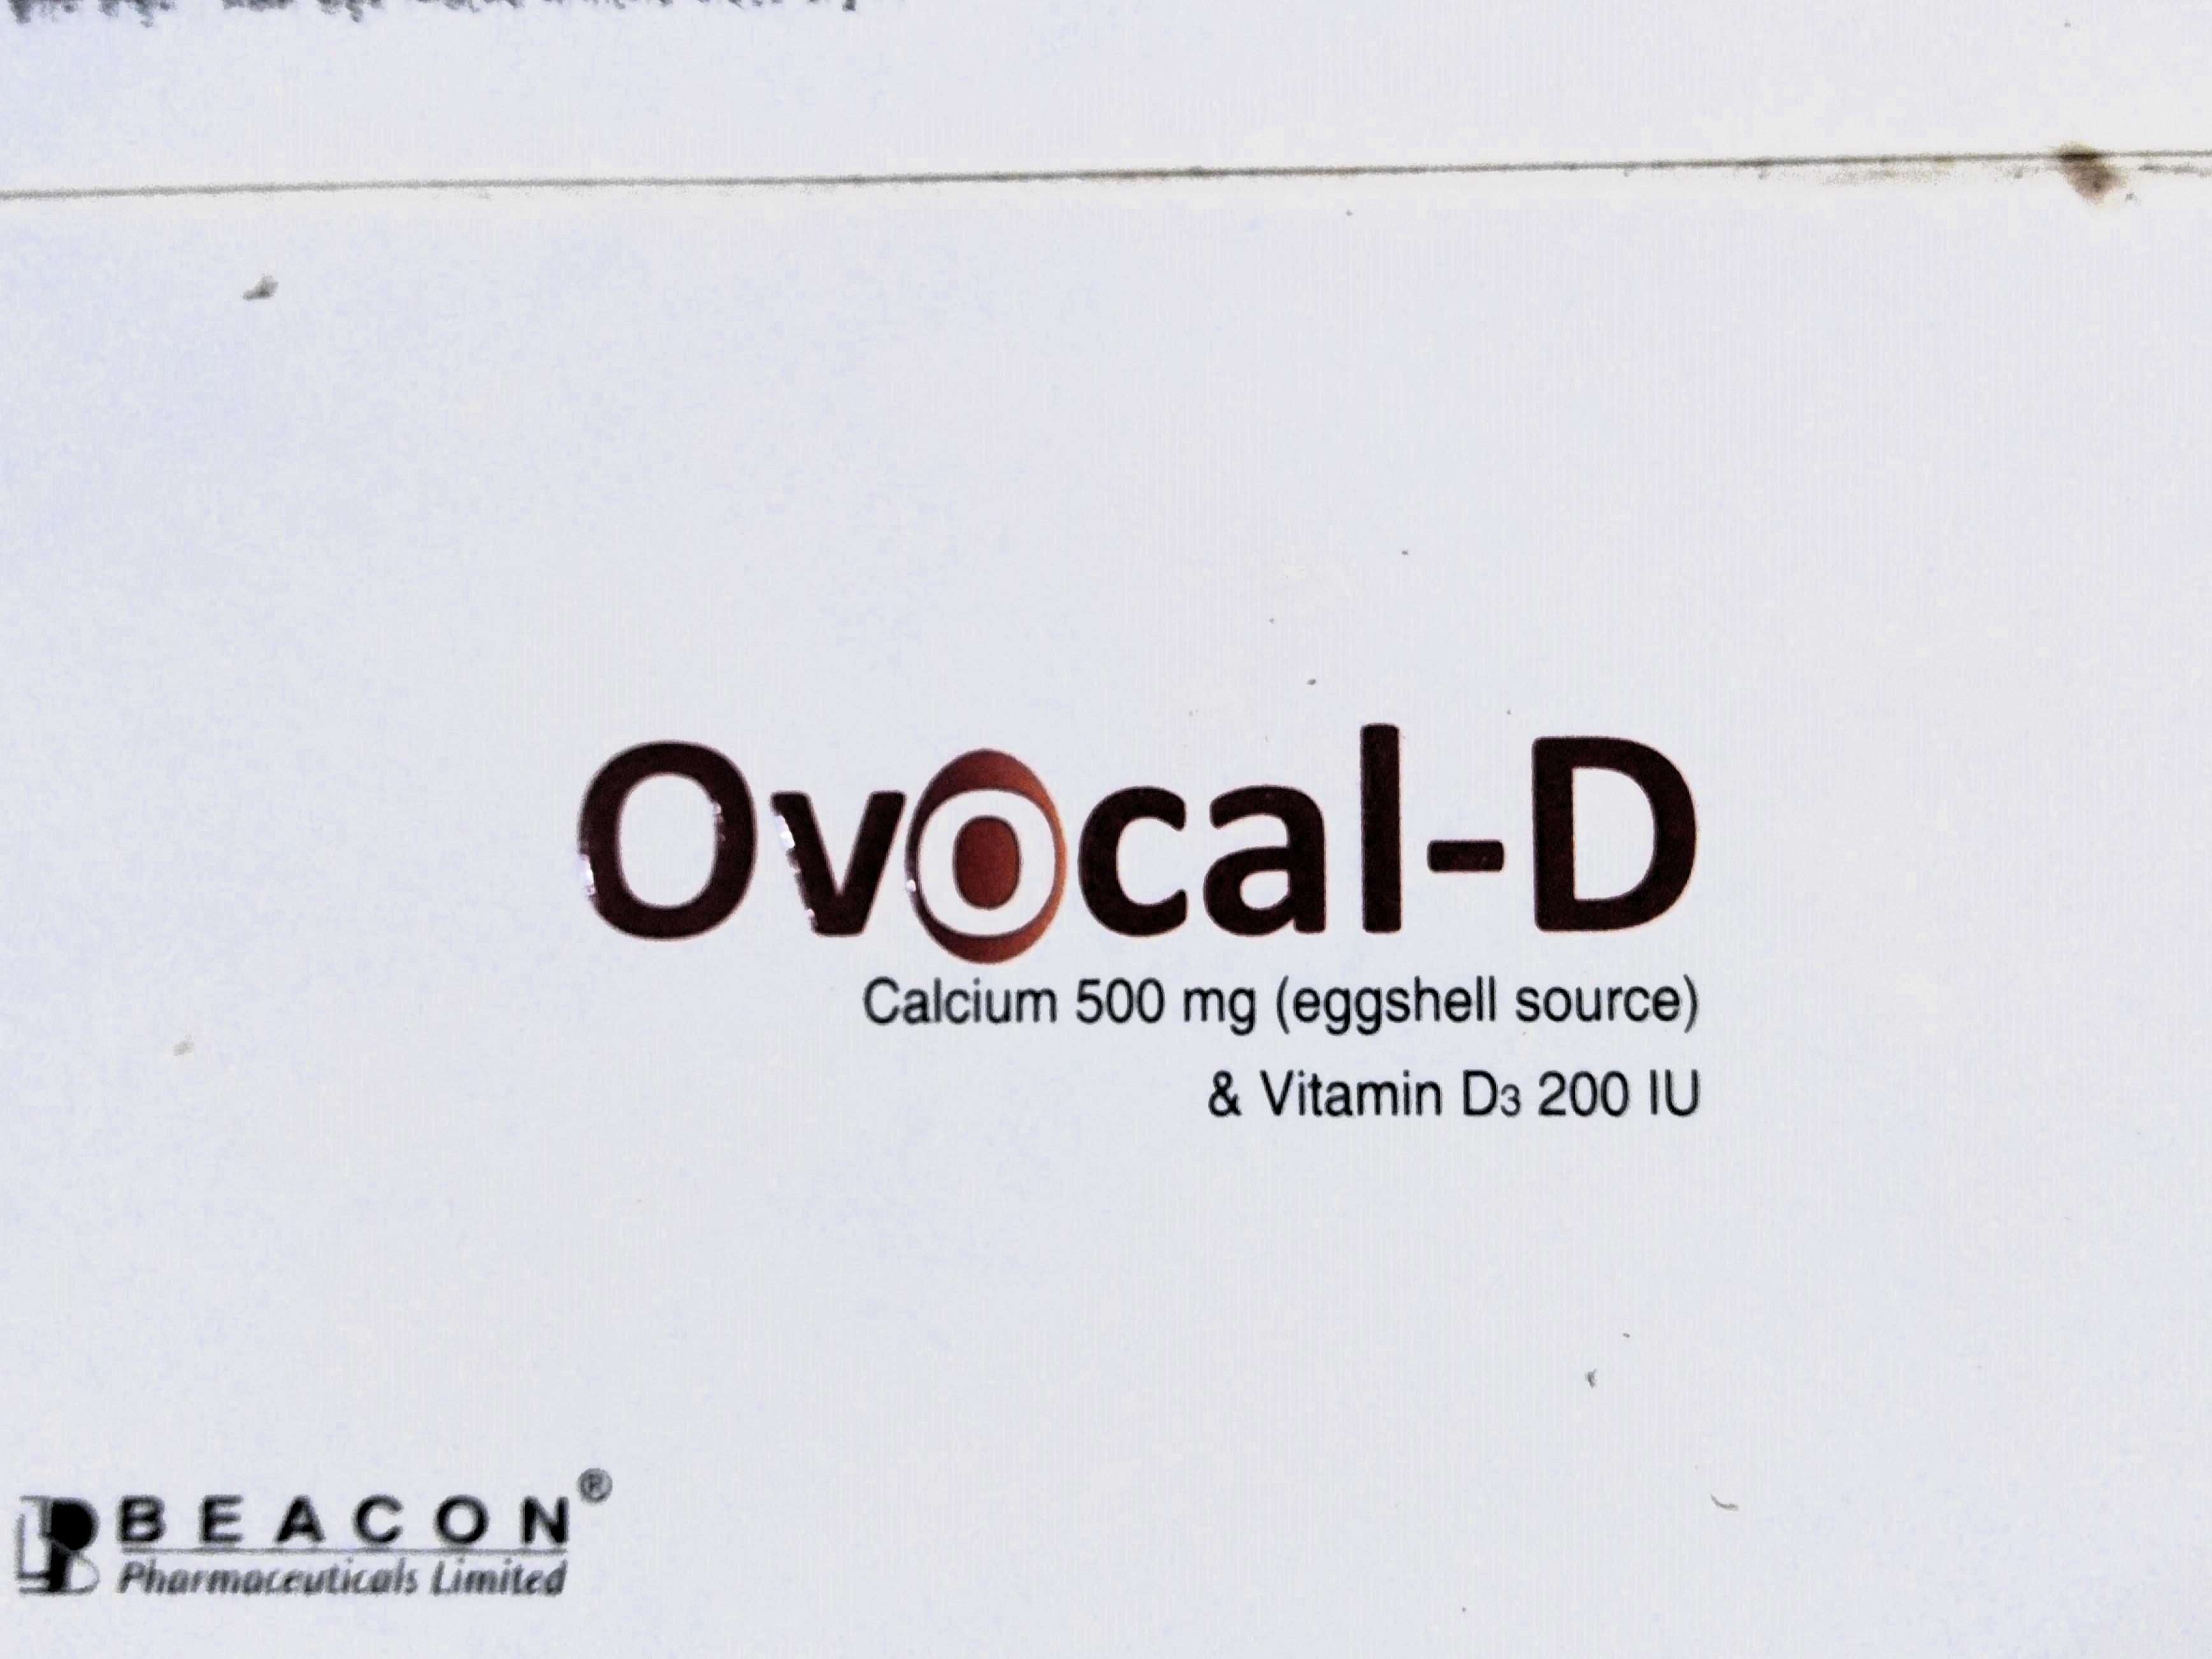 Ovocal-D
Calcium 500 mg (eggshell source)
& Vitamin D3 200 IU
BEACON®
Pharmaceuticals Limited